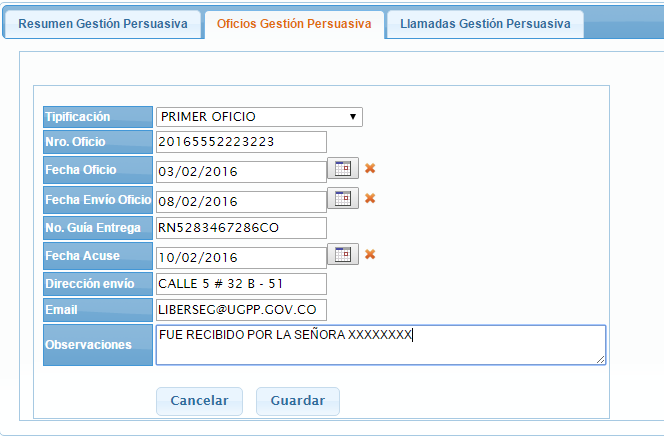 Resumen Gestión Persuasiva Oficios Gestión Persuasiva Llamadas Gestión Persuasiva
Tipificación PRIMER OFICIO
Nro. Oficio 20165552223223
Fecha Oficio 03/02/2016
Fecha Envío Oficio 08/02/2016
No. Guía Entrega RN5283467286CO
Fecha Acuse 10/02/2016
Dirección envío CALLE 5 # 32 B - 51
Email LIBERSEG@UGPP.GOV.CO
Observaciones FUE RECIBIDO POR LA SEÑORA XXXXXXXX
Cancelar Guardar